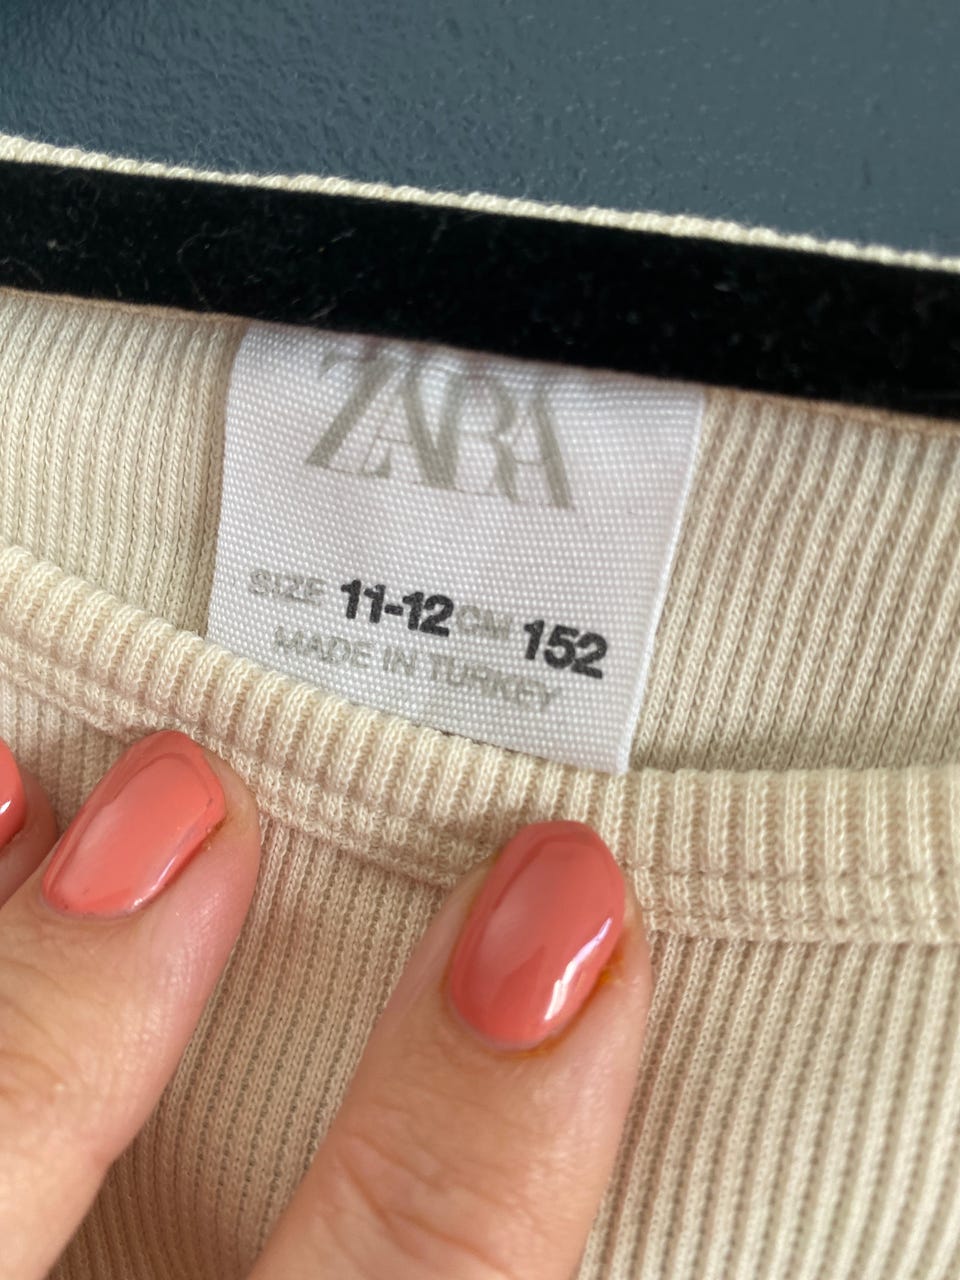 ZARA
SIZE 11-12 CM 152
MADE IN TURKEY